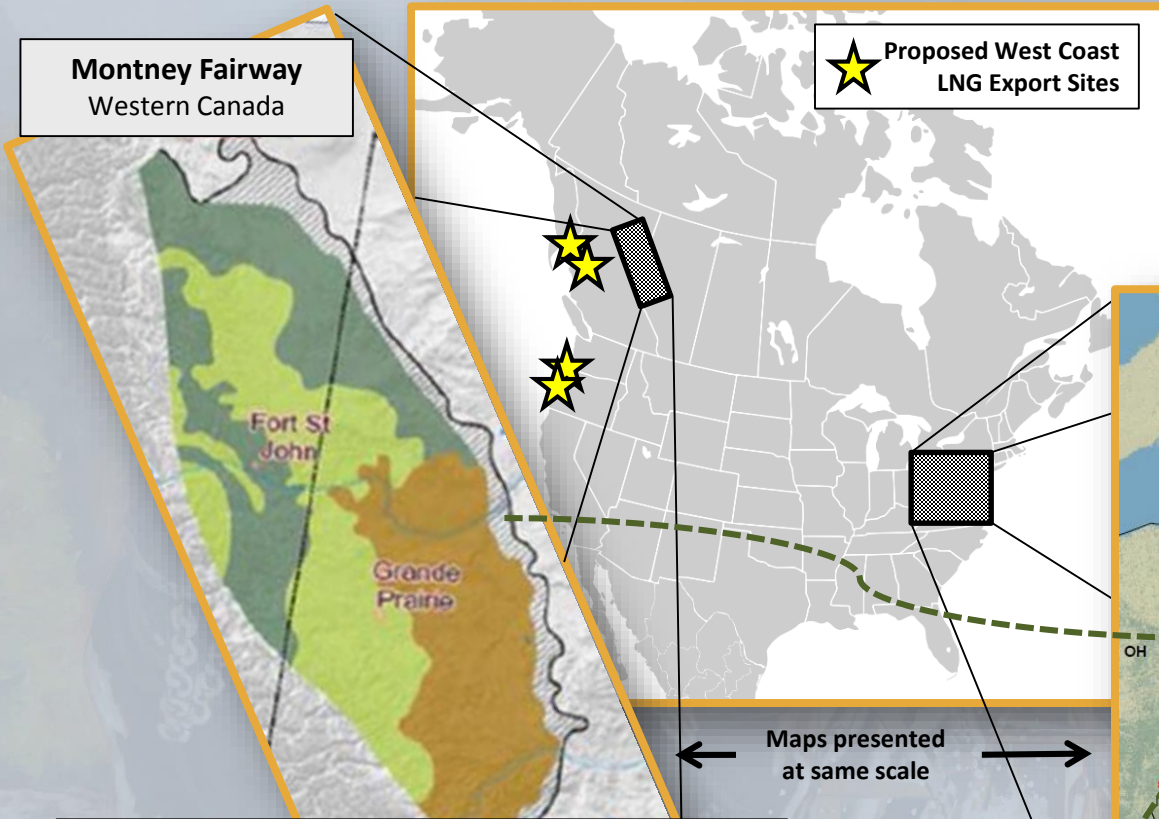 Montney Fairway
Western Canada
Proposed West Coast
LNG Export Sites
Fort St
John
Grande
Prairie
OH
Maps presented
at same scale